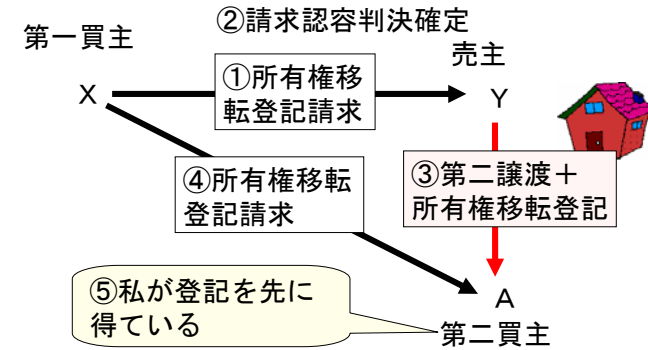 ②請求認容判決確定
第一買主
売主
①所有権移
転登記請求
X
Y
④所有権移転
登記請求
③第二譲渡＋
所有権移転登記
⑤私が登記を先に
得ている
A
第二買主